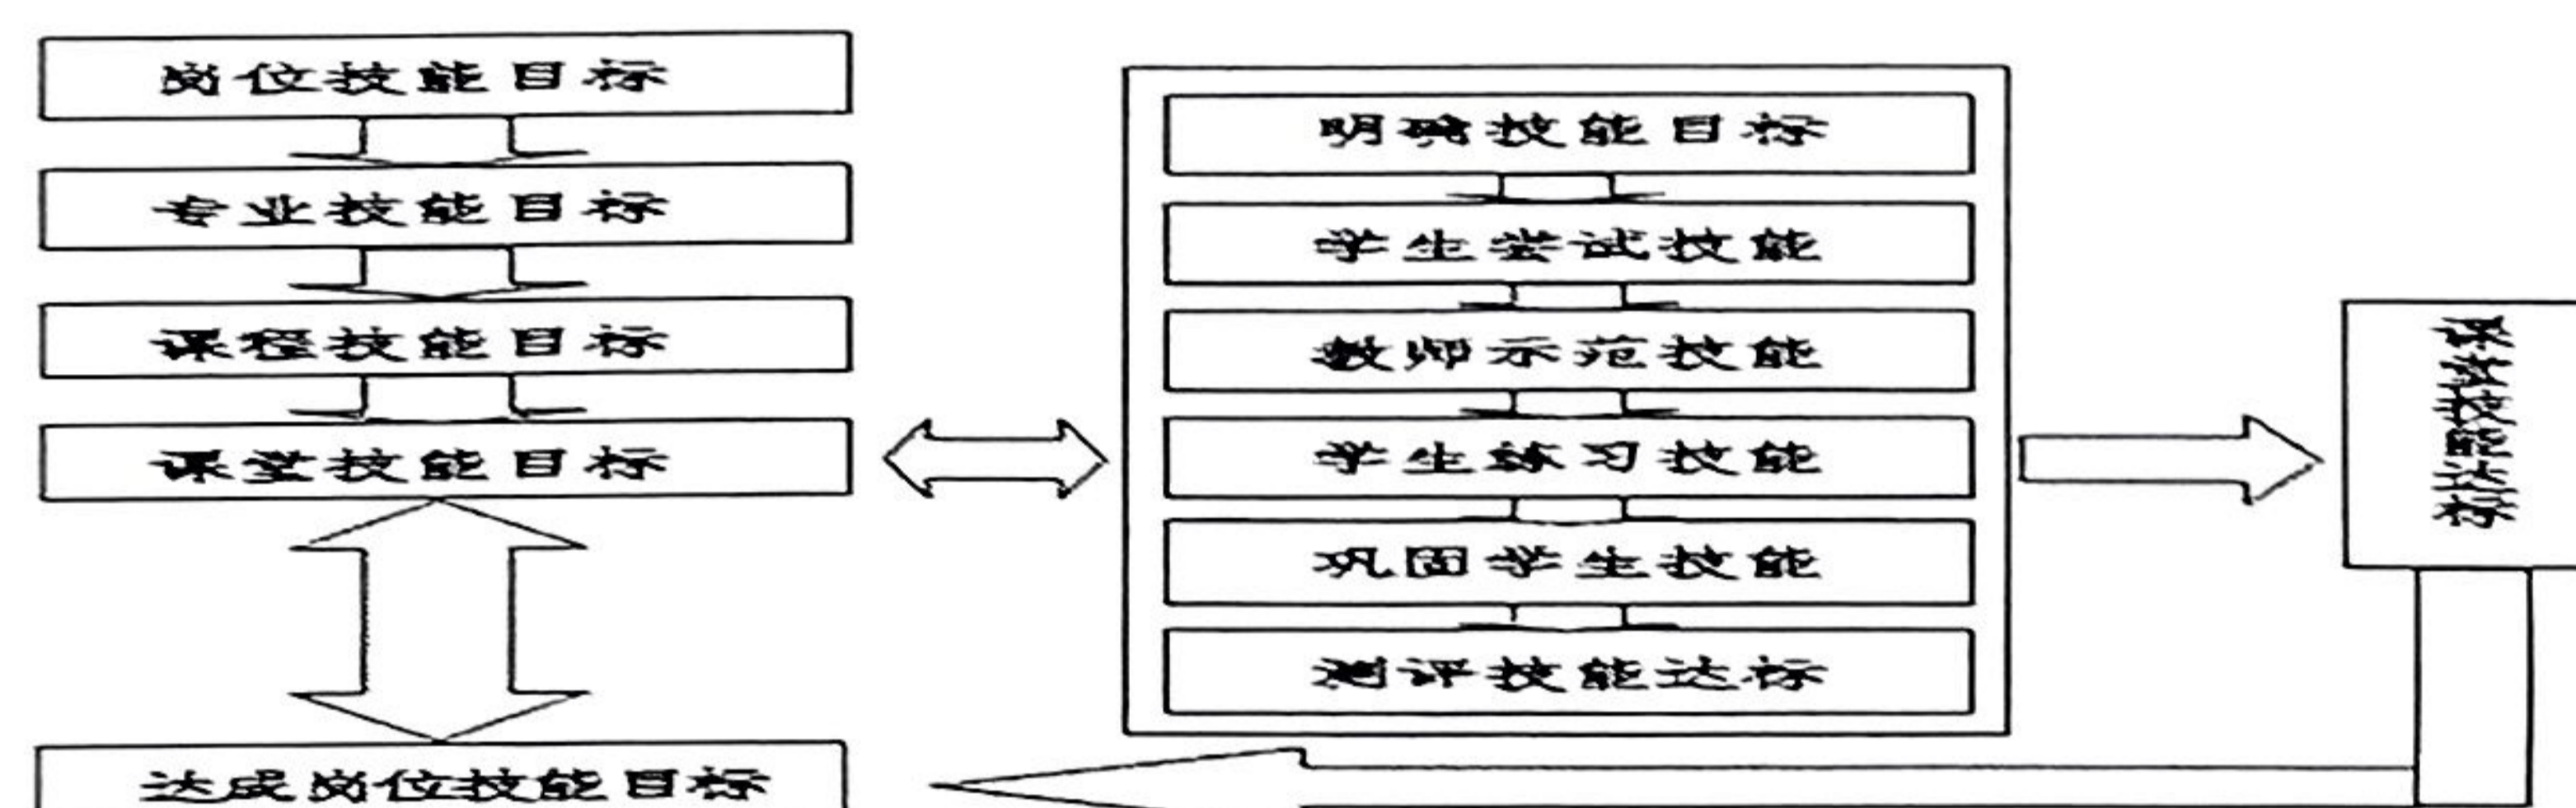 岗位技能目标
专业技能目标
课程技能目标
课堂技能目标
达成岗位技能目标
明确技能目标
学生尝试技能
教师示范技能
学生练习技能
巩固学生技能
测评技能达标
课堂技能达标